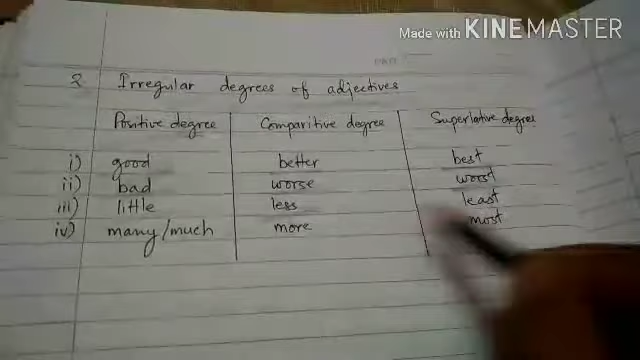 Made with KINEMASTER
2 Irregular degrees of adjectives
Positive degree Comparitive degree Superlative degree
i) good better best
ii) bad worse worst
iii) little less least
iv) many/much more most